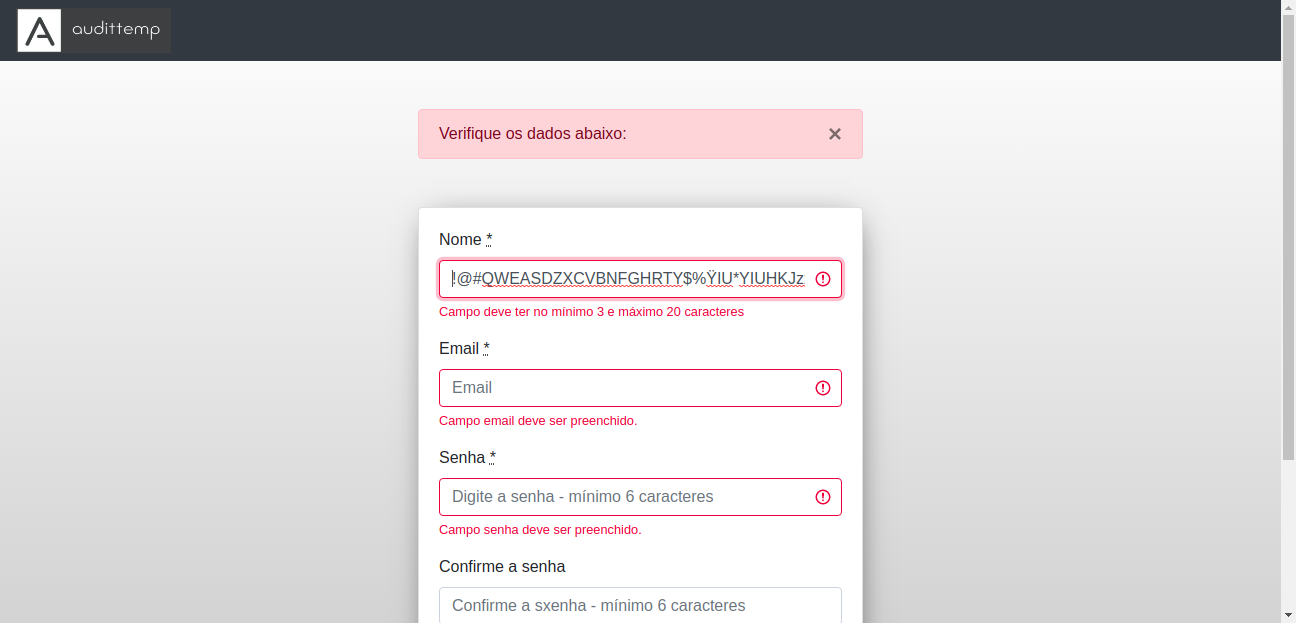 audittemp
Verifique os dados abaixo:
×
Nome *
!@#QWEASDZXCVBNFGHRTY$%ŸIU*YIUHKJz
Campo deve ter no mínimo 3 e máximo 20 caracteres
Email *
Email
Campo email deve ser preenchido.
Senha *
Digite a senha - mínimo 6 caracteres
Campo senha deve ser preenchido.
Confirme a senha
Confirme a sxenha - mínimo 6 caracteres